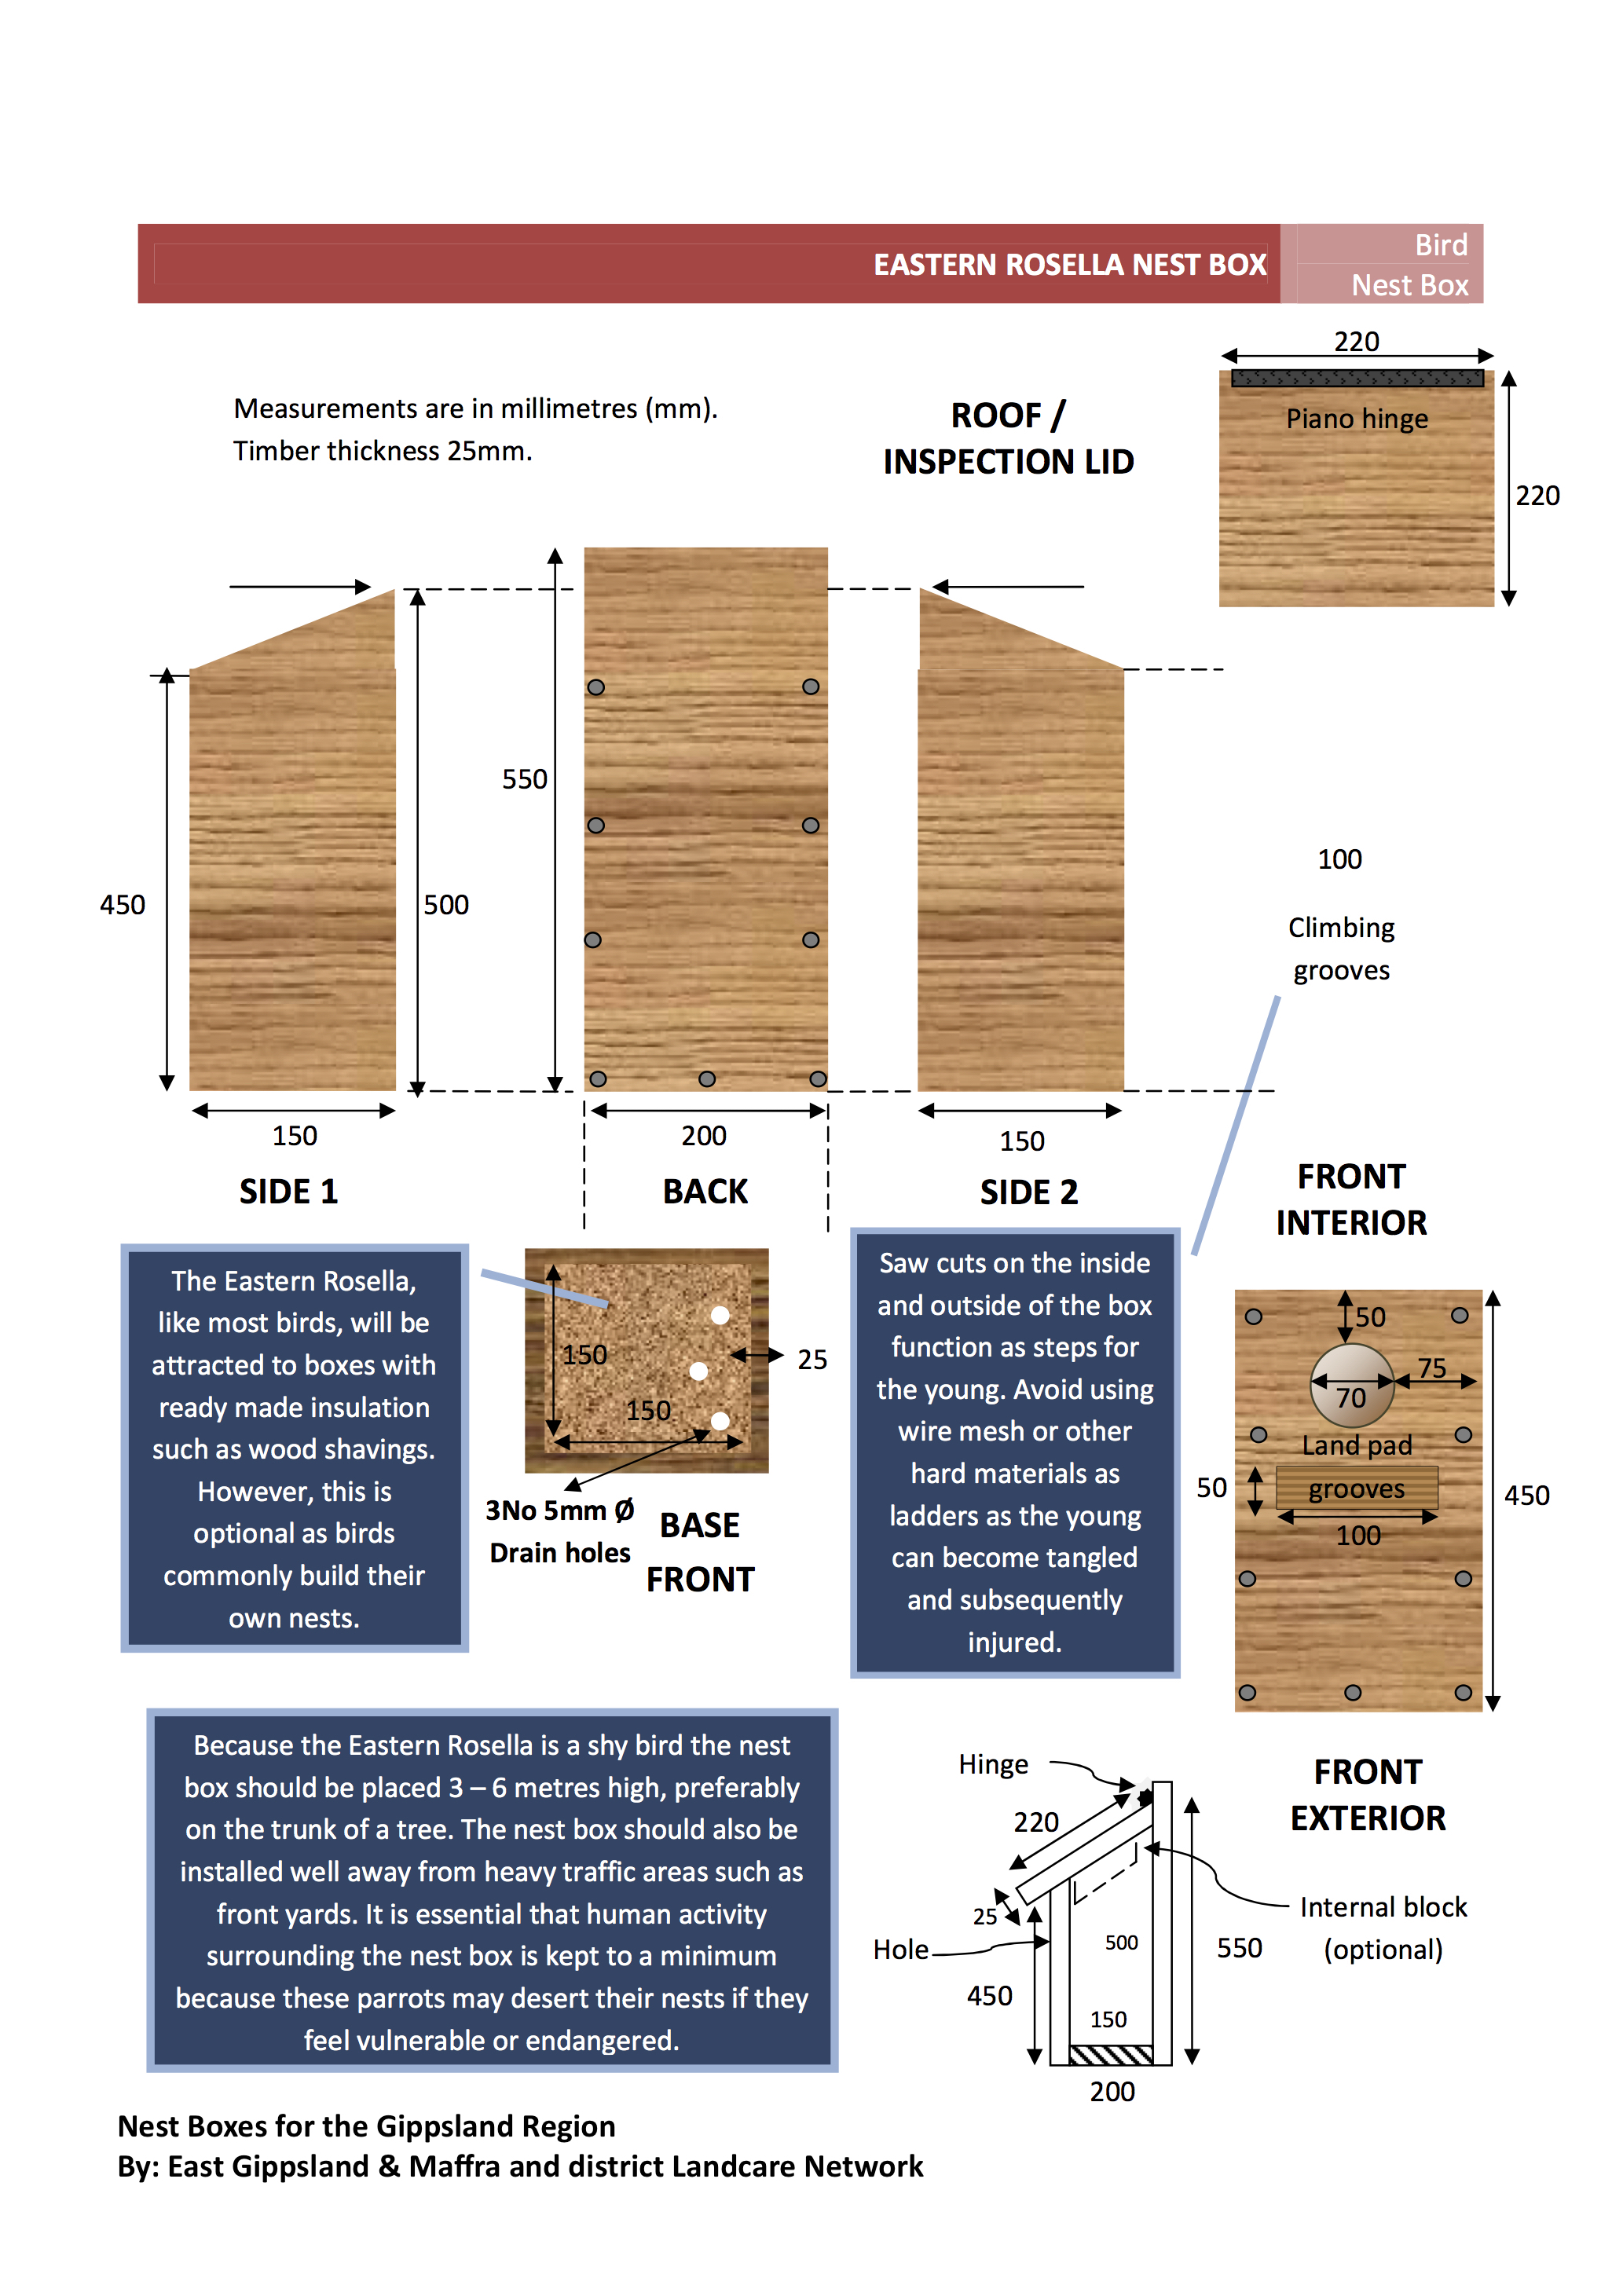 EASTERN ROSELLA NEST BOX
Bird
Nest Box
220
Measurements are in millimetres (mm).
Timber thickness 25mm.
ROOF /
INSPECTION LID
Piano hinge
220
550
450
500
100
Climbing
grooves
150
200
150
SIDE 1
BACK
SIDE 2
FRONT
INTERIOR
The Eastern Rosella,
like most birds, will be
attracted to boxes with
ready made insulation
such as wood shavings.
However, this is
optional as birds
commonly build their
own nests.
150
150
25
3No 5mm Ø
Drain holes
BASE
FRONT
Saw cuts on the inside
and outside of the box
function as steps for
the young. Avoid using
wire mesh or other
hard materials as
ladders as the young
can become tangled
and subsequently
injured.
50
75
70
Land pad
grooves
50
100
450
Because the Eastern Rosella is a shy bird the nest
box should be placed 3 – 6 metres high, preferably
on the trunk of a tree. The nest box should also be
installed well away from heavy traffic areas such as
front yards. It is essential that human activity
surrounding the nest box is kept to a minimum
because these parrots may desert their nests if they
feel vulnerable or endangered.
Hinge
220
25
Hole
450
500
150
200
550
Internal block
(optional)
FRONT
EXTERIOR
Nest Boxes for the Gippsland Region
By: East Gippsland & Maffra and district Landcare Network